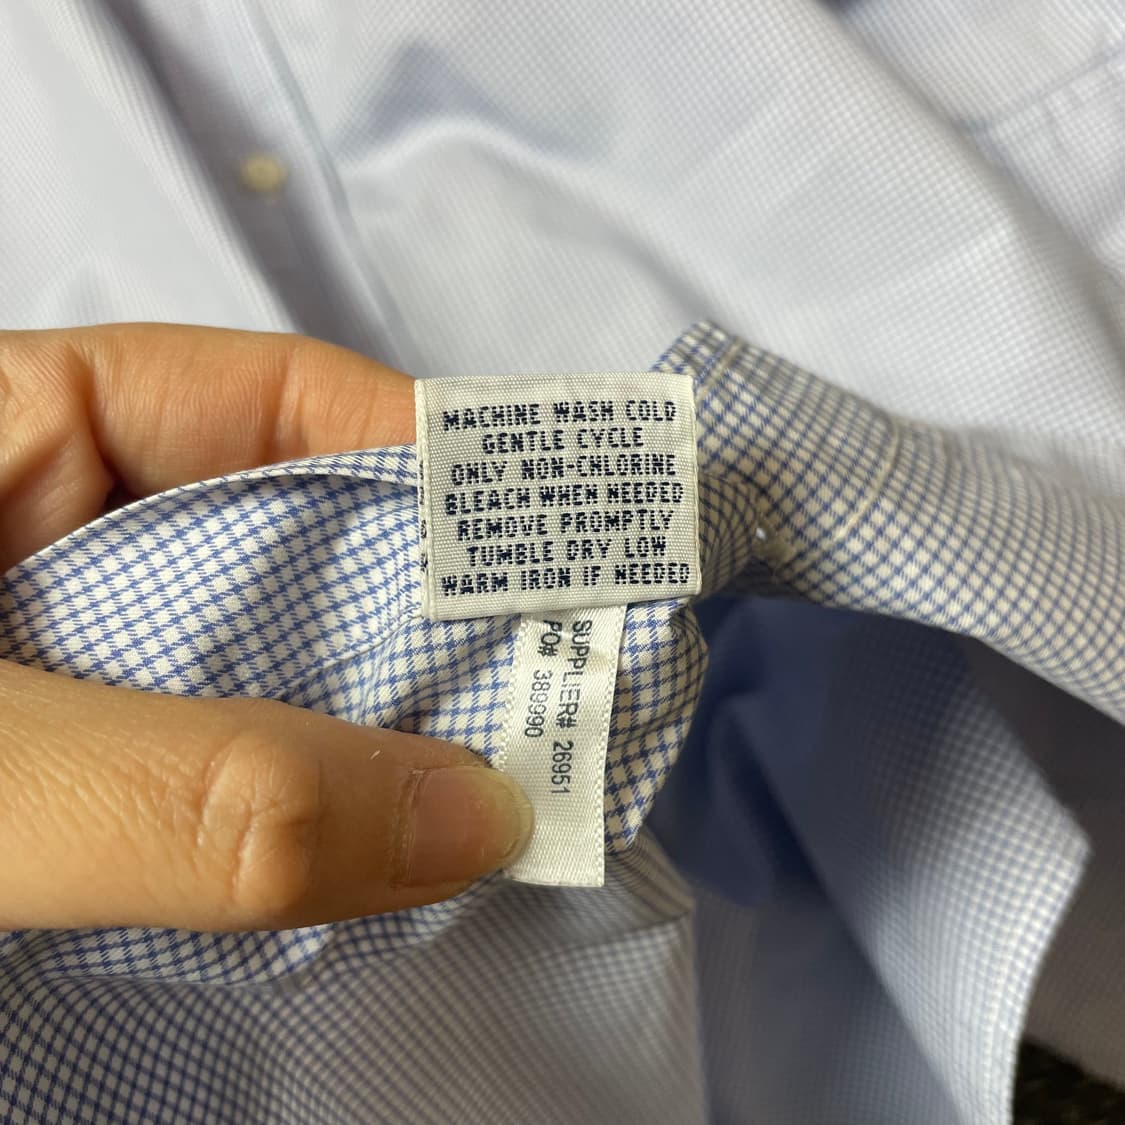 MACHINE WASH COLD
GENTLE CYCLE
ONLY NON-CHLORINE
BLEACH WHEN NEEDED
REMOVE PROMPTLY
TUMBLE DRY LOW
WARM IRON IF NEEDED
SUPPLIER# 26951
PO# 389990